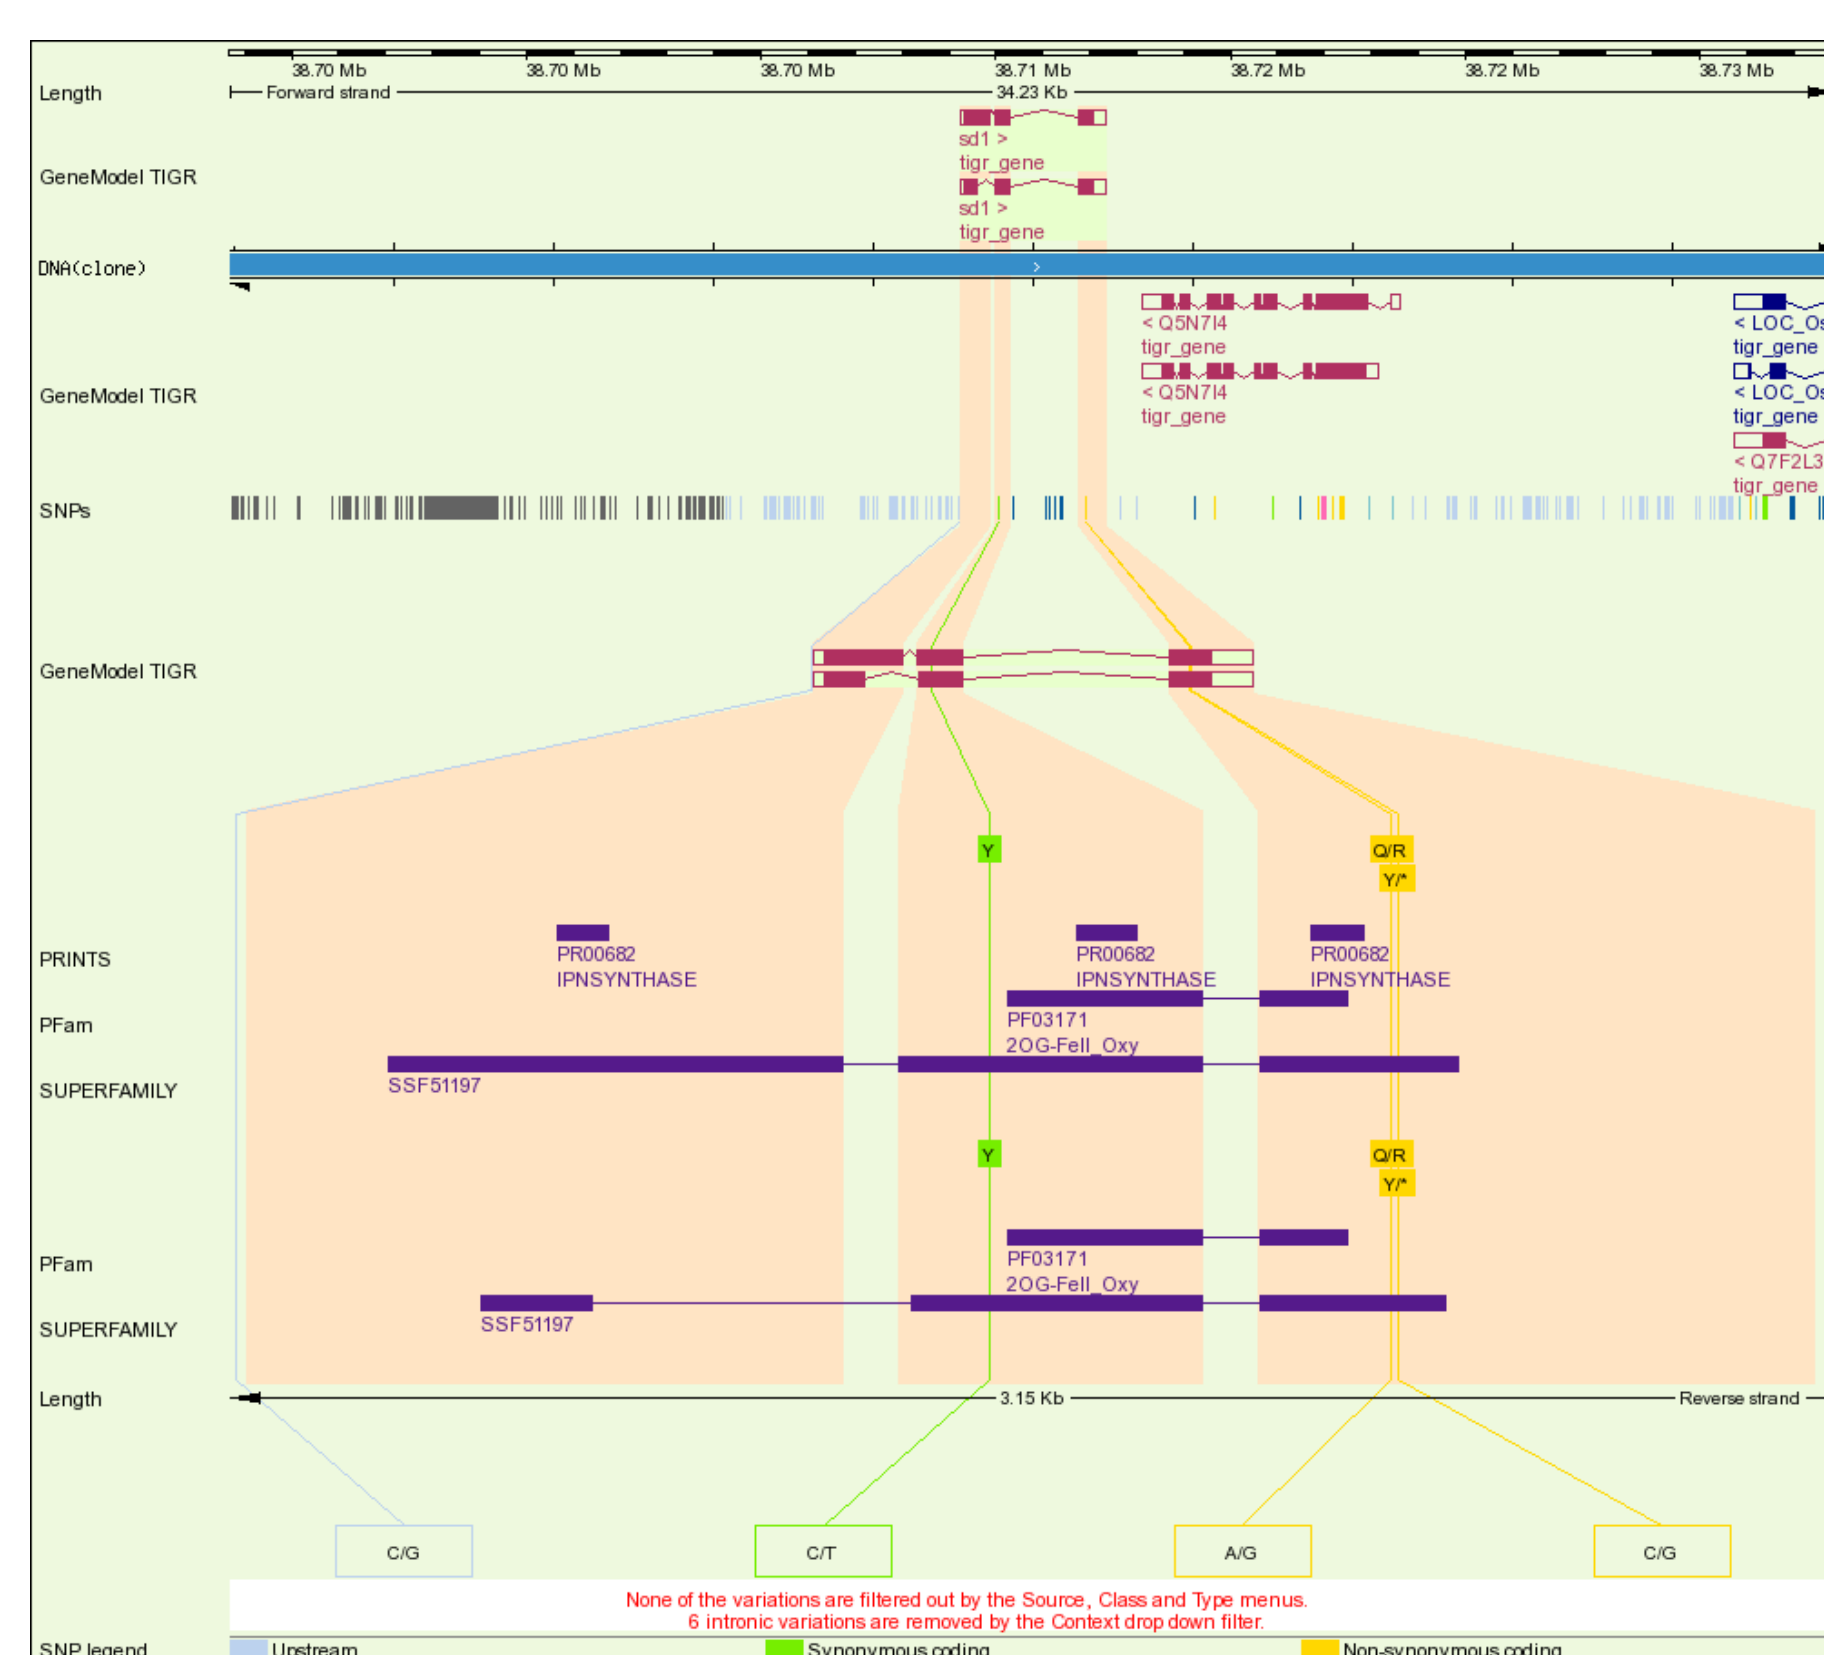 38.70 Mb 38.70 Mb 38.70 Mb 38.71 Mb 38.72 Mb 38.72 Mb 38.73 Mb
Length Forward strand 34.23 Kb
sd1 >
tigr_gene
GeneModel TIGR
sd1 >
tigr_gene
DNA(clone)
< Q5N7I4 < LOC_Os
tigr_gene tigr_gene
GeneModel TIGR
< Q5N7I4 < LOC_Os
tigr_gene tigr_gene
< Q7F2L3
tigr_gene
SNPs
GeneModel TIGR
Y Q/R
Y/*
PRINTS
PR00682 PR00682 PR00682
IPNSYNTHASE IPNSYNTHASE IPNSYNTHASE
PFam
PF03171
2OG-FeII_Oxy
SUPERFAMILY
SSF51197
Y Q/R
Y/*
PFam
PF03171
2OG-FeII_Oxy
SUPERFAMILY
SSF51197
Length 3.15 Kb Reverse strand
C/G C/T A/G C/G
None of the variations are filtered out by the Source, Class and Type menus.
6 intronic variations are removed by the Context drop down filter.
SNP legend Upstream Synonymous coding Non-synonymous coding